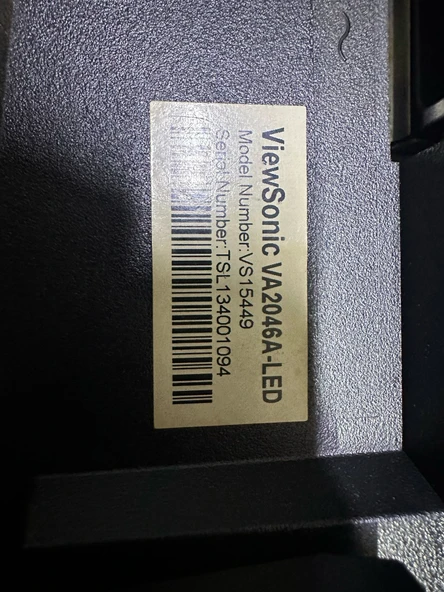 ViewSonic VA2046A-LED
Model Number:VS15449
Serial Number:TSL134001094